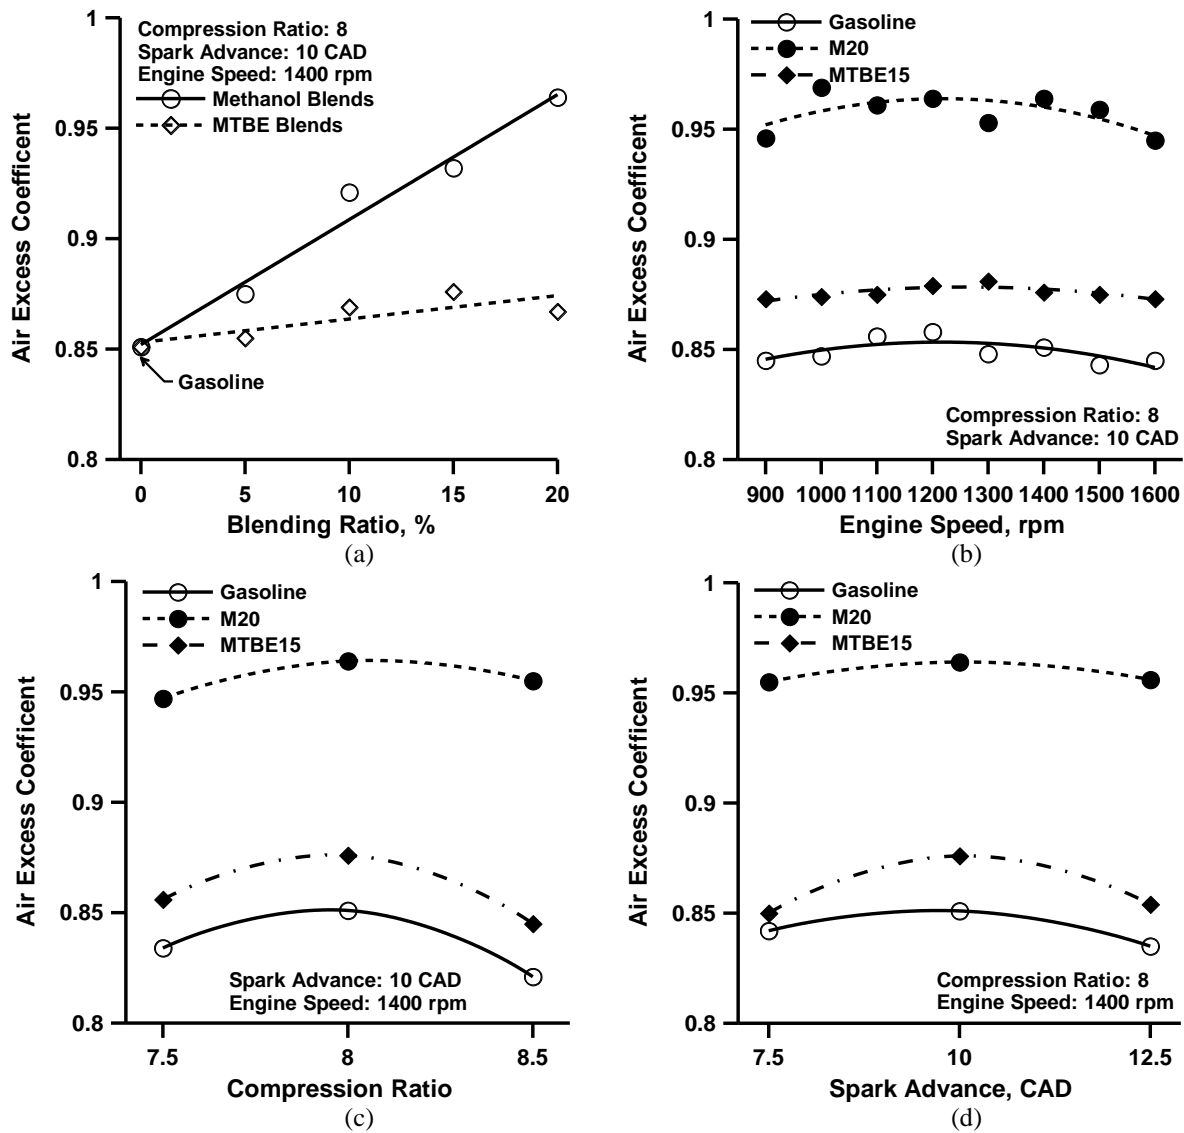 1
0.95
0.9
0.85
0.8
Air Excess Coefficent
Compression Ratio: 8
Spark Advance: 10 CAD
Engine Speed: 1400 rpm
Methanol Blends
MTBE Blends
Gasoline
0 5 10 15 20
Blending Ratio, %
(a)
1
0.95
0.9
0.85
0.8
Air Excess Coefficent
Gasoline
M20
MTBE15
Compression Ratio: 8
Spark Advance: 10 CAD
900 1000 1100 1200 1300 1400 1500 1600
Engine Speed, rpm
(b)
1
0.95
0.9
0.85
0.8
Air Excess Coefficent
Gasoline
M20
MTBE15
Spark Advance: 10 CAD
Engine Speed: 1400 rpm
7.5 8 8.5
Compression Ratio
(c)
1
0.95
0.9
0.85
0.8
Air Excess Coefficent
Gasoline
M20
MTBE15
Compression Ratio: 8
Engine Speed: 1400 rpm
7.5 10 12.5
Spark Advance, CAD
(d)